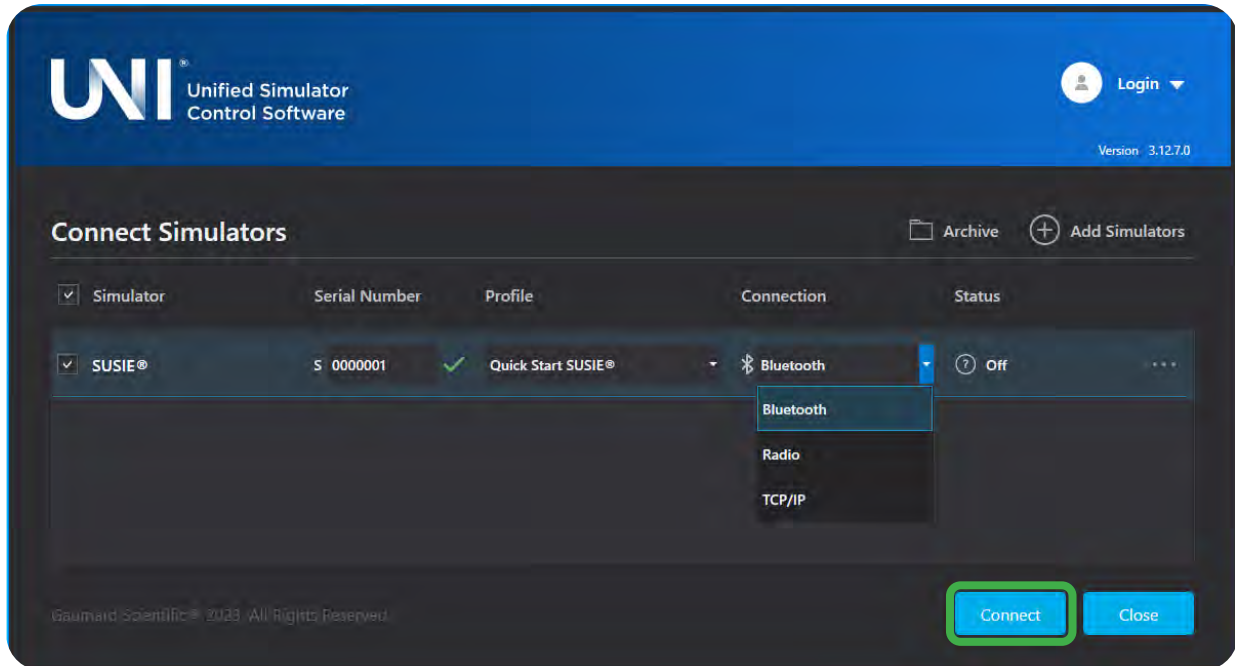 UNI®
Unified Simulator
Control Software
Login
Version 3.12.7.0
Connect Simulators
Archive
Add Simulators
Simulator Serial Number Profile Connection Status
SUSIE® S 0000001 Quick Start SUSIE® Bluetooth ? Off ...
Bluetooth
Radio
TCP/IP
Gaumard Scientific® 2023. All Rights Reserved.
Connect
Close